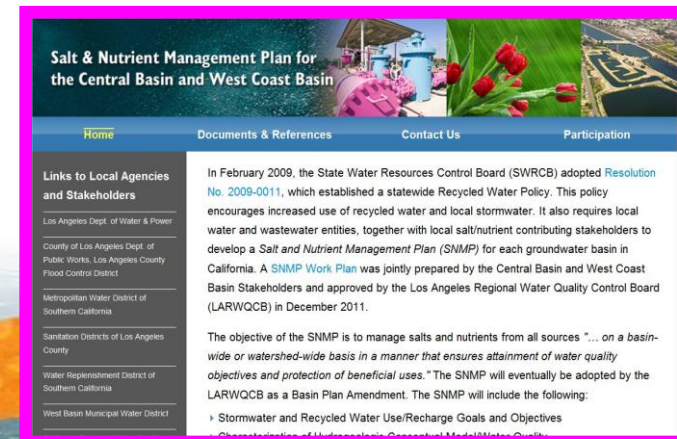 Salt & Nutrient Management Plan for
the Central Basin and West Coast Basin
Home
Documents & References
Contact Us
Participation
Links to Local Agencies
and Stakeholders
Los Angeles Dept. of Water & Power
County of Los Angeles Dept. of
Public Works, Los Angeles County
Flood Control District
Metropolitan Water District of
Southern California
Sanitation Districts of Los Angeles
County
Water Replenishment District of
Southern California
West Basin Municipal Water District
In February 2009, the State Water Resources Control Board (SWRCB) adopted Resolution
No. 2009-0011, which established a statewide Recycled Water Policy. This policy
encourages increased use of recycled water and local stormwater. It also requires local
water and wastewater entities, together with local salt/nutrient contributing stakeholders to
develop a Salt and Nutrient Management Plan (SNMP) for each groundwater basin in
California. A SNMP Work Plan was jointly prepared by the Central Basin and West Coast
Basin Stakeholders and approved by the Los Angeles Regional Water Quality Control Board
(LARWQCB) in December 2011.
The objective of the SNMP is to manage salts and nutrients from all sources "… on a basin-
wide or watershed-wide basis in a manner that ensures attainment of water quality
objectives and protection of beneficial uses." The SNMP will eventually be adopted by the
LARWQCB as a Basin Plan Amendment. The SNMP will include the following:
Stormwater and Recycled Water Use/Recharge Goals and Objectives